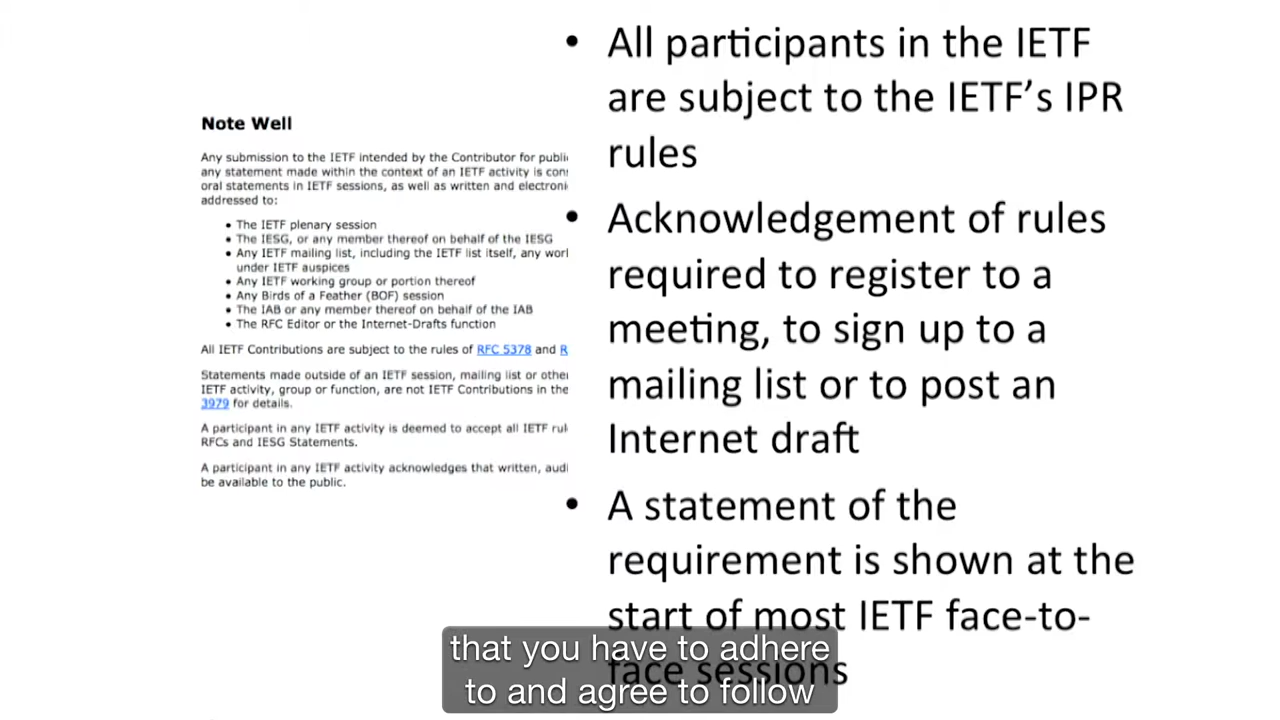 Note Well
Any submission to the IETF intended by the Contributor for
any statement made within the context of an IETF activity is
oral statements in IETF sessions, as well as written and
addressed to:
• The IETF plenary session
• The IESG, or any member thereof on behalf of the IESG
• Any IETF mailing list, including the IETF list itself, any
under IETF auspices
• Any IETF working group or portion thereof
• Any Birds of a Feather (BOF) session
• The IAB or any member thereof on behalf of the IAB
• The RFC Editor or the Internet-Drafts function
All IETF Contributions are subject to the rules of RFC 5378 and R
Statements made outside of an IETF session, mailing list or
IETF activity, group or function, are not IETF Contributions in the
3979 for details.
A participant in any IETF activity is deemed to accept all IETF
RFCs and IESG Statements.
A participant in any IETF activity acknowledges that written,
be available to the public.
• All participants in the IETF
are subject to the IETF’s IPR
rules
• Acknowledgement of rules
required to register to a
meeting, to sign up to a
mailing list or to post an
Internet draft
• A statement of the
requirement is shown at the
start of most IETF face-to-
face sessions
that you have to adhere
to and agree to follow